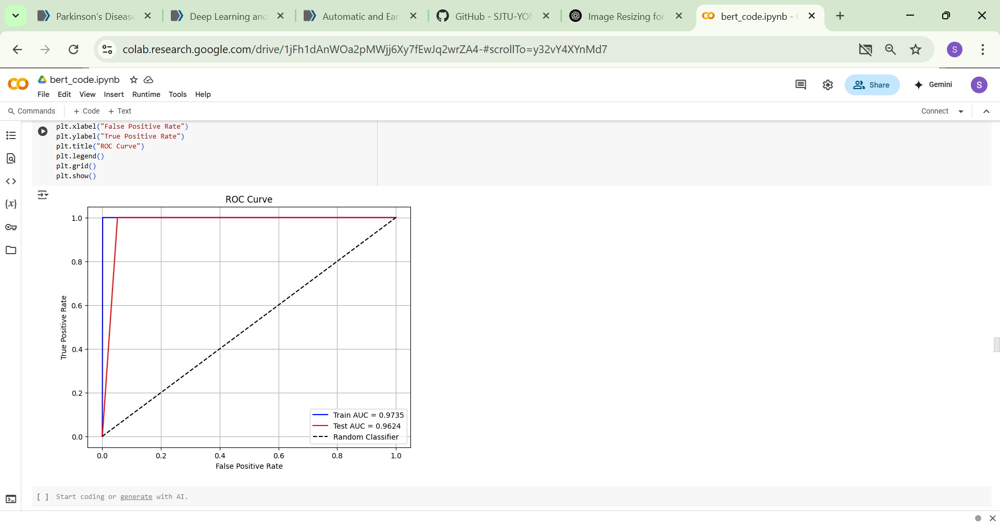 Parkinson's Disease
Deep Learning and
Automatic and Ear
GitHub - SJTU-YON
Image Resizing for
bert_code.ipynb -
colab.research.google.com/drive/1jFh1dAnWOa2pMWjj6Xy7fEwJq2wrZA4-#scrollTo=y32vY4XYnMd7
S
bert_code.ipynb
File Edit View Insert Runtime Tools Help
Share
Gemini
S
Commands + Code + Text
Connect
plt.xlabel("False Positive Rate")
plt.ylabel("True Positive Rate")
plt.title("ROC Curve")
plt.legend()
plt.grid()
plt.show()
{x}
ROC Curve
1.0
0.8
0.6
0.4
0.2
0.0
True Positive Rate
Train AUC = 0.9735
Test AUC = 0.9624
Random Classifier
0.0 0.2 0.4 0.6 0.8 1.0
False Positive Rate
[ ] Start coding or generate with AI.